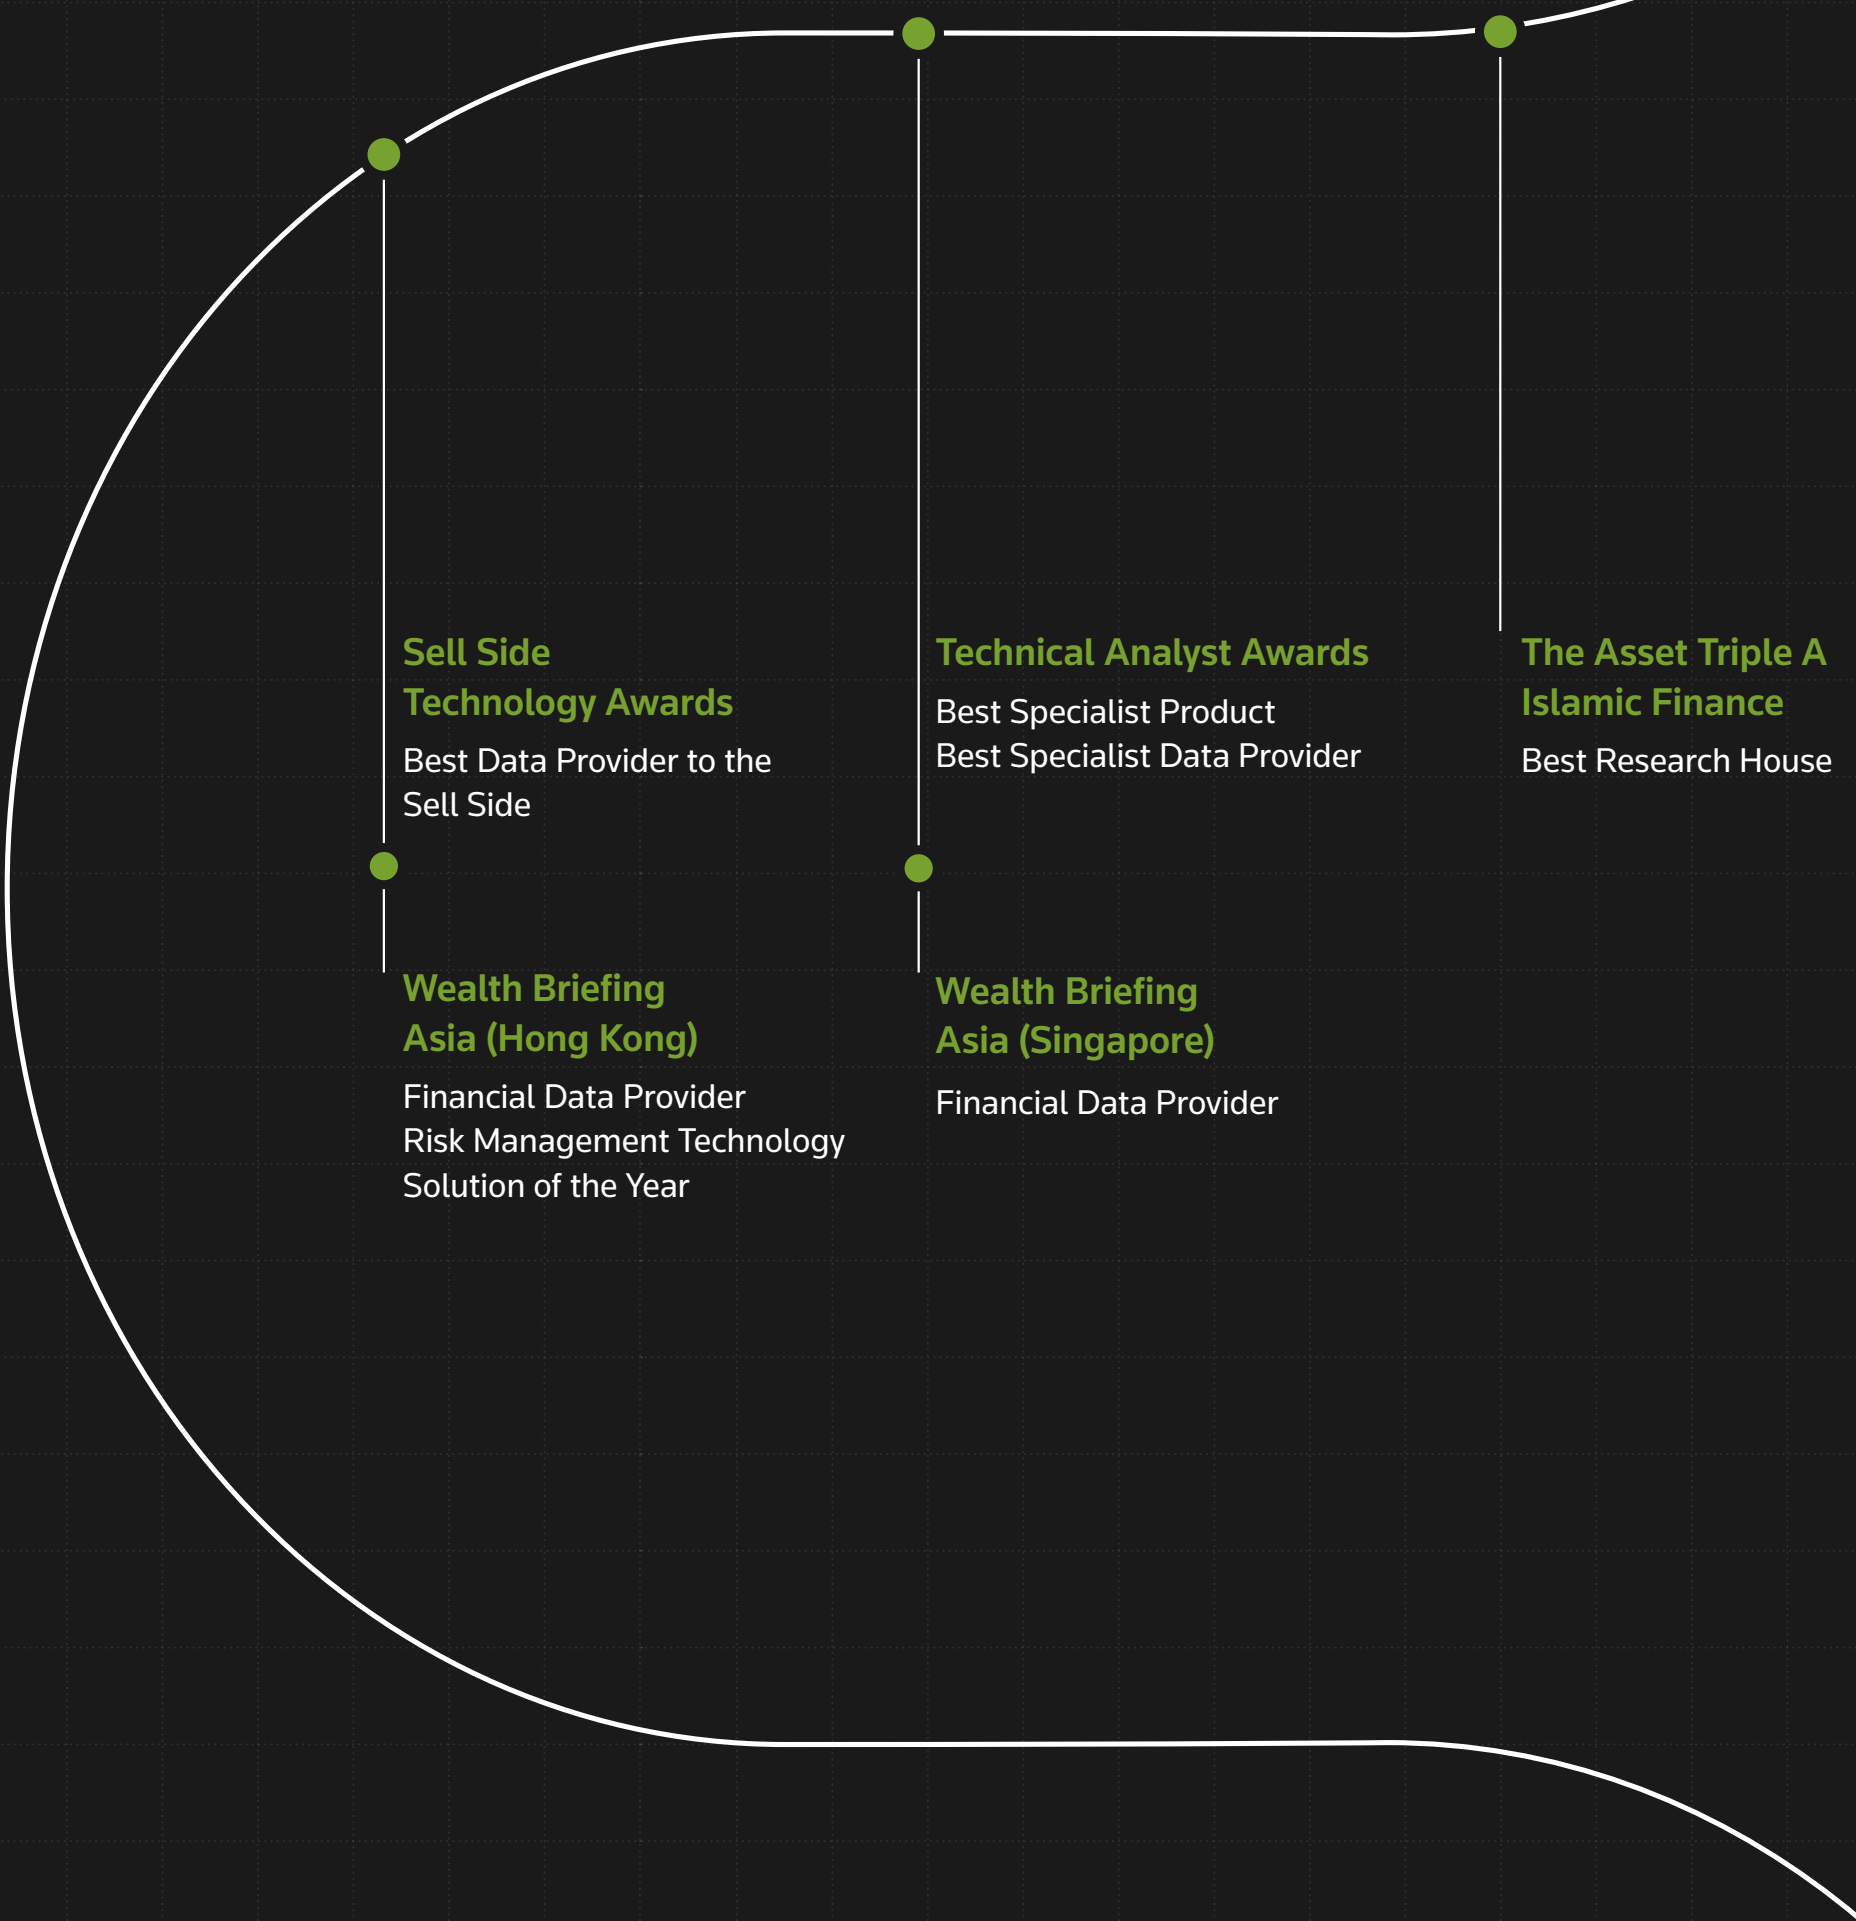 Sell Side
Technology Awards
Best Data Provider to the
Sell Side
Technical Analyst Awards
Best Specialist Product
Best Specialist Data Provider
The Asset Triple A
Islamic Finance
Best Research House
Wealth Briefing
Asia (Hong Kong)
Financial Data Provider
Risk Management Technology
Solution of the Year
Wealth Briefing
Asia (Singapore)
Financial Data Provider